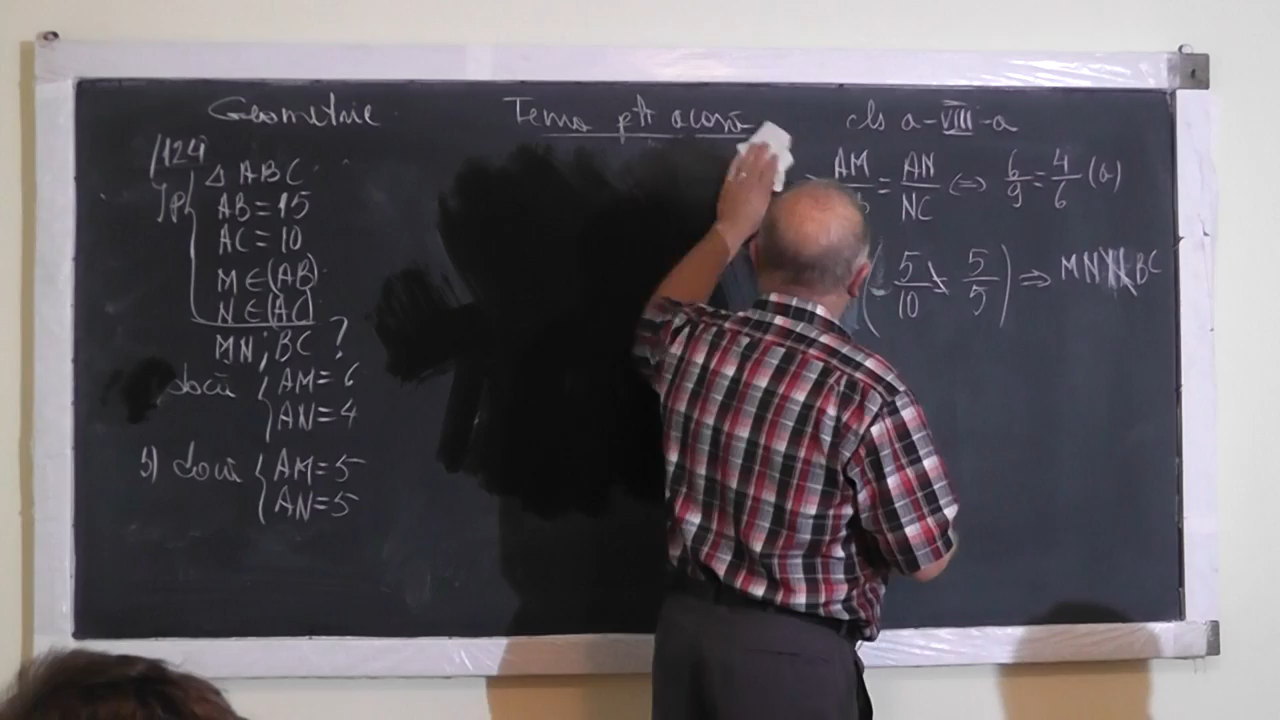 Geometrie
Tema ptr acasă
cls a-VIII-a
/124
Ip
△ ABC
AB=15
AC=10
M∈(AB)
N∈(AC)
MN; BC ?
dacă { AM=6
AN=4
b) dacă { AM=5
AN=5
AM/ = AN/NC ⇔ 6/9 = 4/6 (a)
( 5/10 ≠ 5/5 ) ⇒ MN ∦ BC